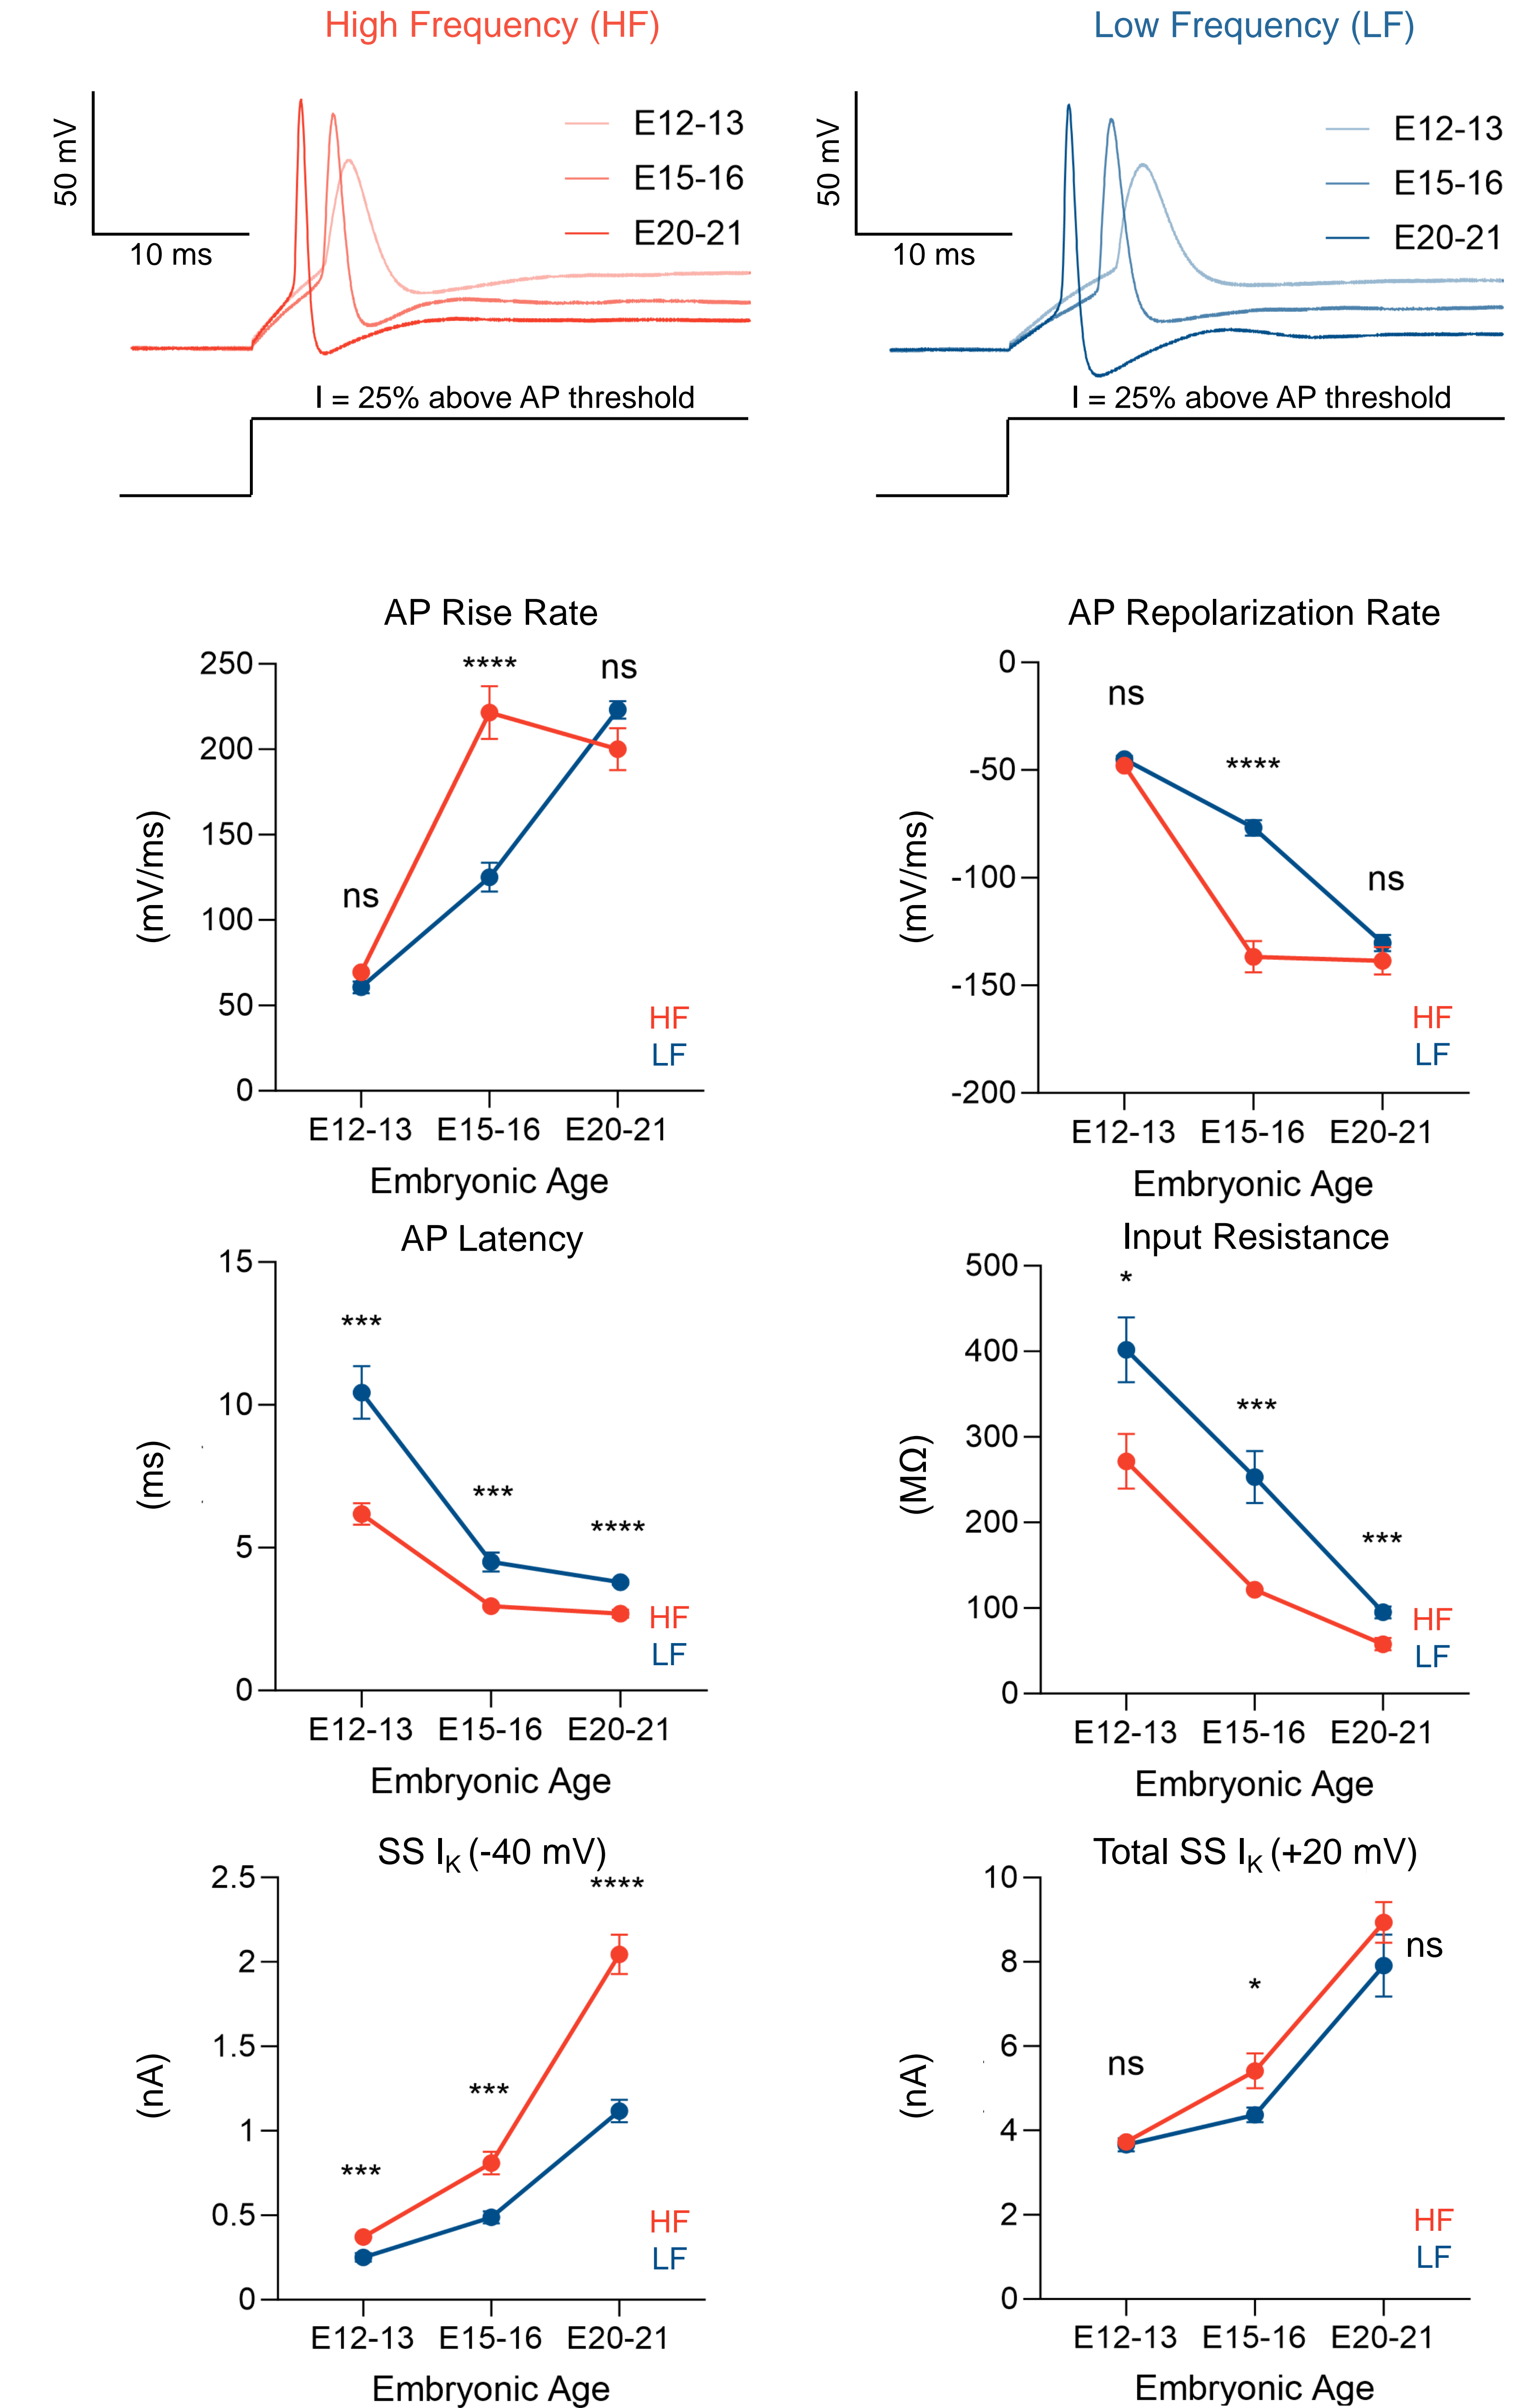 High Frequency (HF)
Low Frequency (LF)
50 mV
10 ms
E12-13
E15-16
E20-21
I = 25% above AP threshold
50 mV
10 ms
E12-13
E15-16
E20-21
I = 25% above AP threshold
AP Rise Rate
(mV/ms)
250
200
150
100
50
0
ns
****
ns
HF
LF
E12-13 E15-16 E20-21
Embryonic Age
AP Repolarization Rate
(mV/ms)
0
-50
-100
-150
-200
ns
****
ns
HF
LF
E12-13 E15-16 E20-21
Embryonic Age
AP Latency
(ms)
15
10
5
0
***
***
****
HF
LF
E12-13 E15-16 E20-21
Embryonic Age
Input Resistance
(MΩ)
500
400
300
200
100
0
*
***
***
HF
LF
E12-13 E15-16 E20-21
Embryonic Age
SS IK (-40 mV)
(nA)
2.5
2
1.5
1
0.5
0
***
***
****
HF
LF
E12-13 E15-16 E20-21
Embryonic Age
Total SS IK (+20 mV)
(nA)
10
8
6
4
2
0
ns
*
ns
HF
LF
E12-13 E15-16 E20-21
Embryonic Age